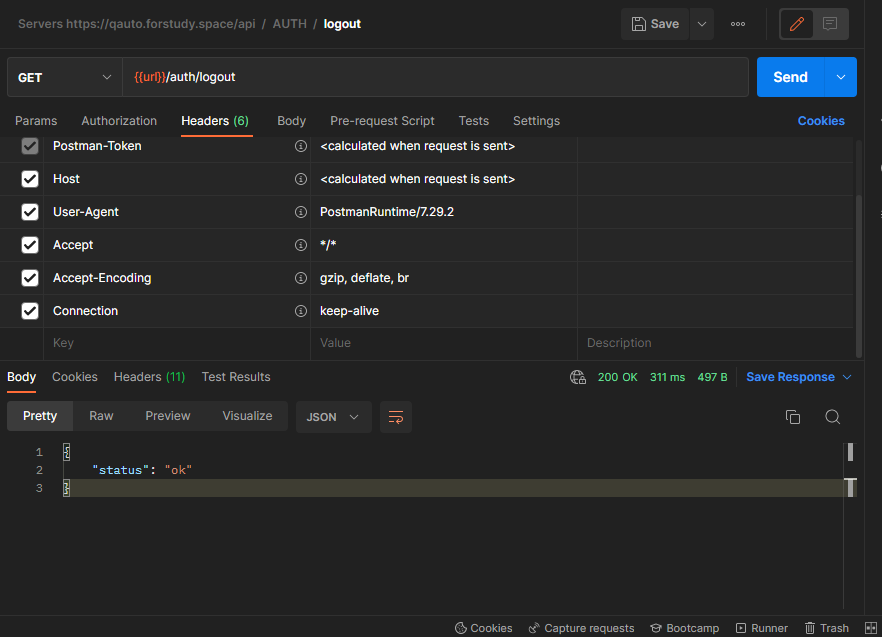 Servers https://qauto.forstudy.space/api / AUTH / logout
Save
GET {{url}}/auth/logout Send
Params Authorization Headers (6) Body Pre-request Script Tests Settings Cookies
Postman-Token <calculated when request is sent>
Host <calculated when request is sent>
User-Agent PostmanRuntime/7.29.2
Accept */*
Accept-Encoding gzip, deflate, br
Connection keep-alive
Key Value Description
Body Cookies Headers (11) Test Results 200 OK 311 ms 497 B Save Response
Pretty Raw Preview Visualize JSON
1 {
2 "status": "ok"
3 }
Cookies Capture requests Bootcamp Runner Trash